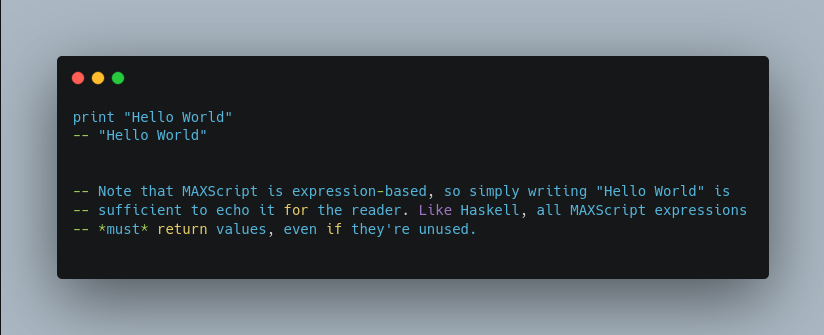 print "Hello World"
-- "Hello World"
-- Note that MAXScript is expression-based, so simply writing "Hello World" is
-- sufficient to echo it for the reader. Like Haskell, all MAXScript expressions
-- *must* return values, even if they're unused.